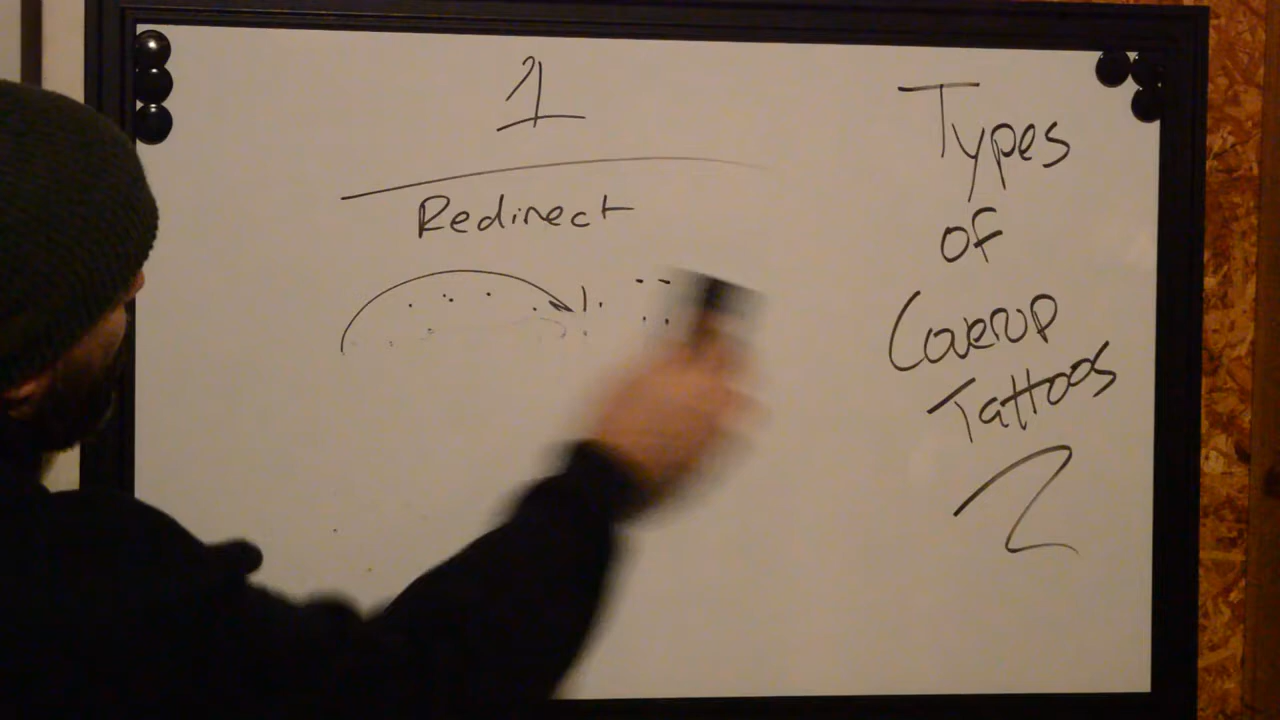 1
Redirect
Types
of
Coverup
Tattoos
2